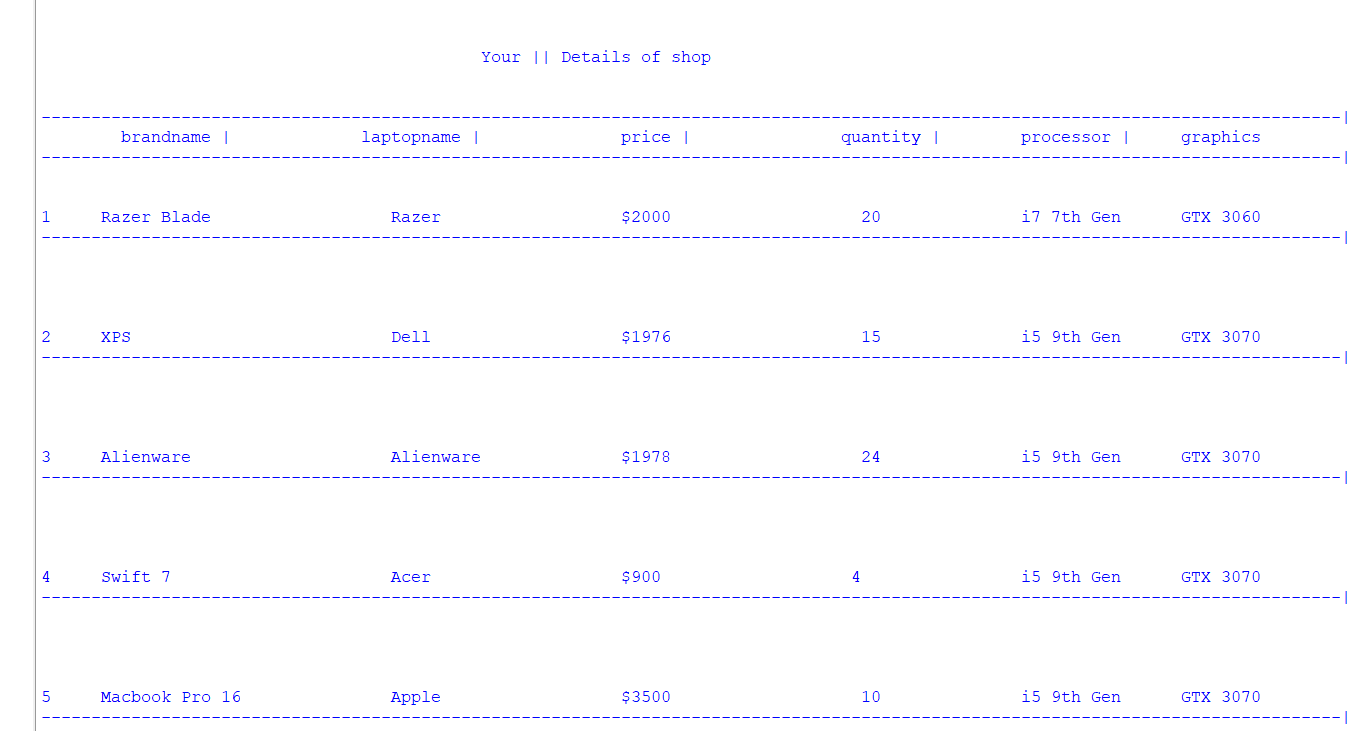 Your || Details of shop
----------------------------------------------------------------------------------------------------------------------------------|
brandname | laptopname | price | quantity | processor | graphics
----------------------------------------------------------------------------------------------------------------------------------|
1 Razer Blade Razer $2000 20 i7 7th Gen GTX 3060
----------------------------------------------------------------------------------------------------------------------------------|
2 XPS Dell $1976 15 i5 9th Gen GTX 3070
----------------------------------------------------------------------------------------------------------------------------------|
3 Alienware Alienware $1978 24 i5 9th Gen GTX 3070
----------------------------------------------------------------------------------------------------------------------------------|
4 Swift 7 Acer $900 4 i5 9th Gen GTX 3070
----------------------------------------------------------------------------------------------------------------------------------|
5 Macbook Pro 16 Apple $3500 10 i5 9th Gen GTX 3070
----------------------------------------------------------------------------------------------------------------------------------|